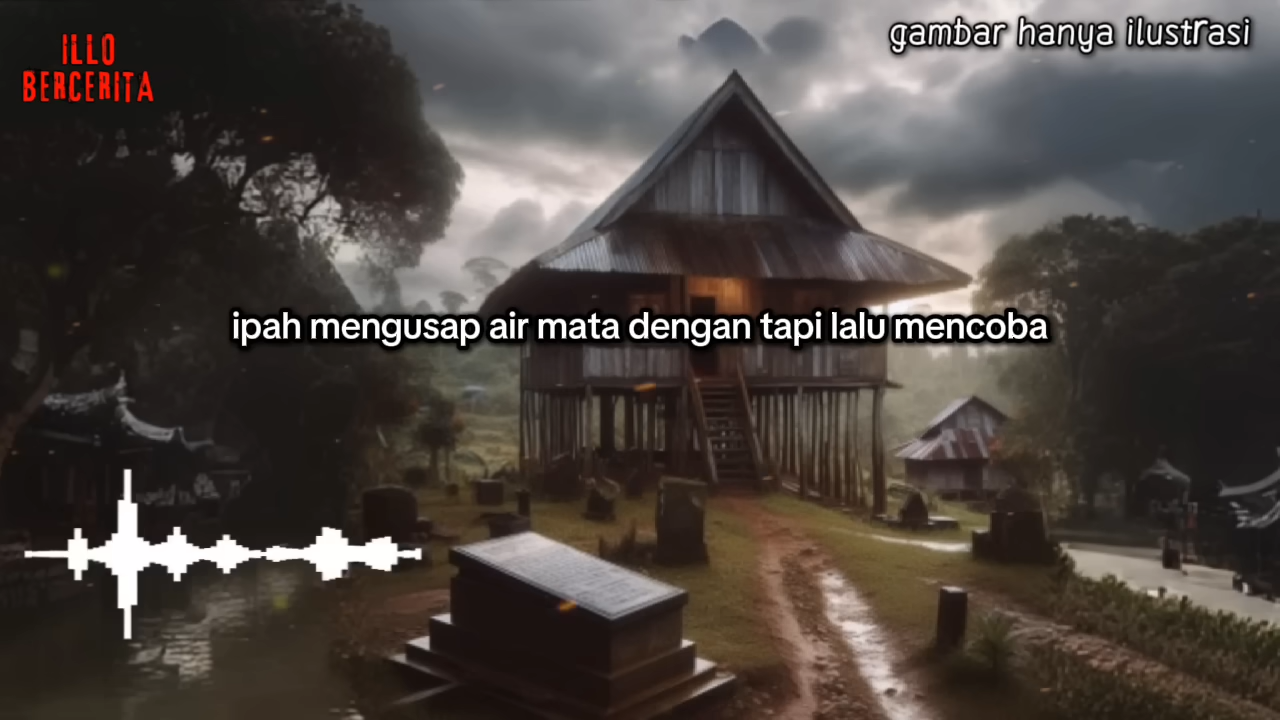 ILLO
BERCERITA
gambar hanya ilustrasi
ipah mengusap air mata dengan tapi lalu mencoba